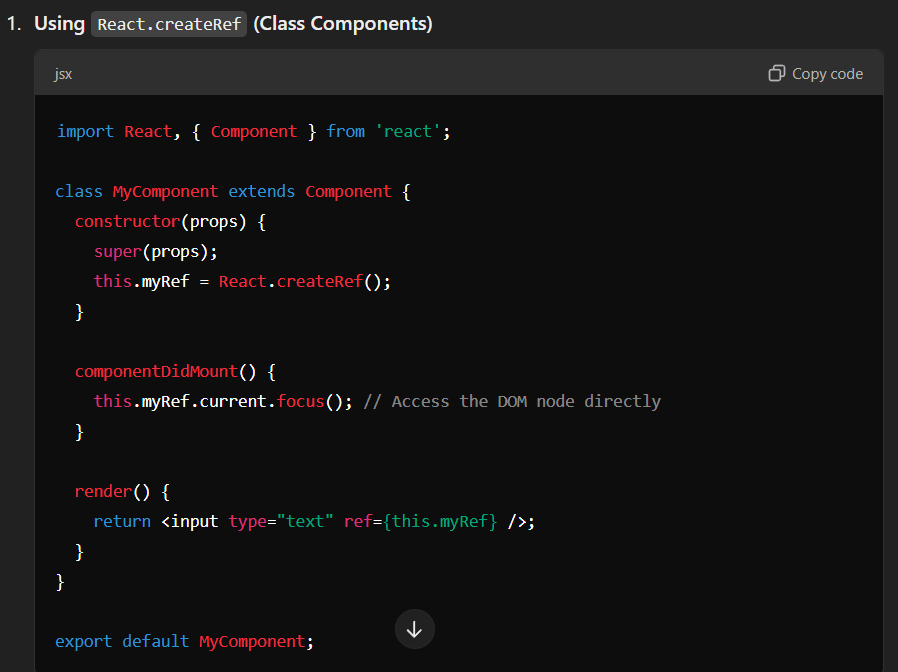 1. Using React.createRef (Class Components)
jsx Copy code
import React, { Component } from 'react';
class MyComponent extends Component {
constructor(props) {
super(props);
this.myRef = React.createRef();
}
componentDidMount() {
this.myRef.current.focus(); // Access the DOM node directly
}
render() {
return <input type="text" ref={this.myRef} />;
}
}
export default MyComponent;